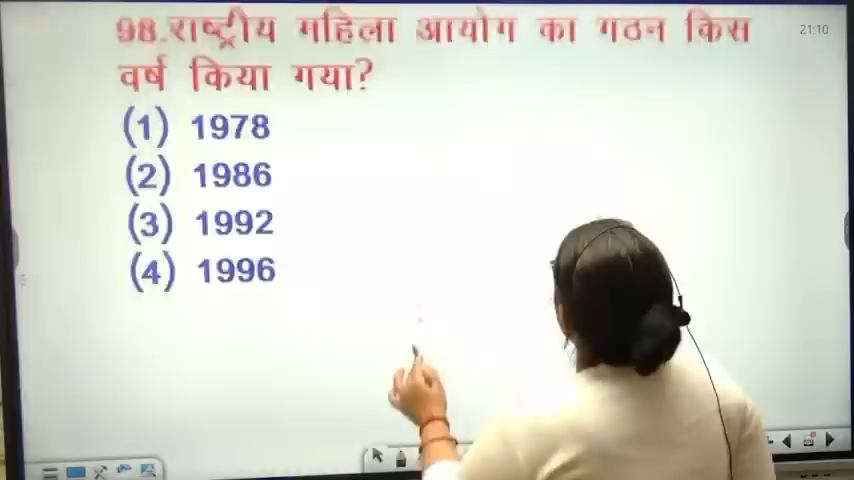 98.राष्ट्रीय महिला आयोग का गठन किस
वर्ष किया गया?
(1) 1978
(2) 1986
(3) 1992
(4) 1996
21:10